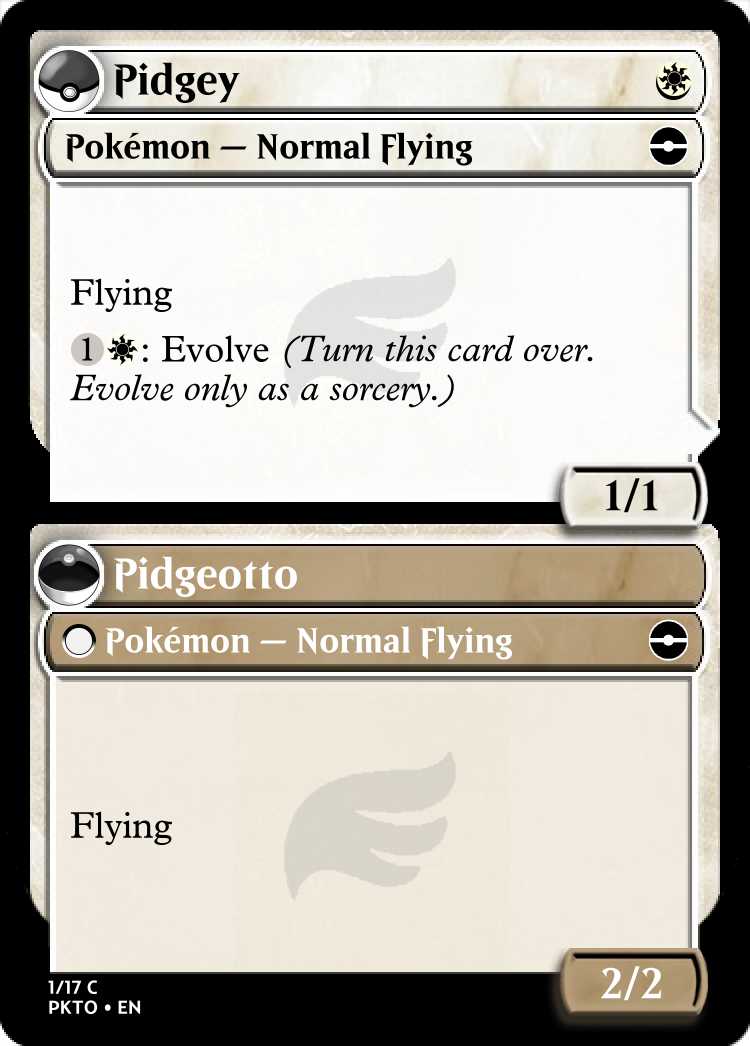 Pidgey
Pokémon — Normal Flying
Flying
1: Evolve (Turn this card over.
Evolve only as a sorcery.)
1/1
Pidgeotto
Pokémon — Normal Flying
Flying
2/2
1/17 C
PKTO • EN